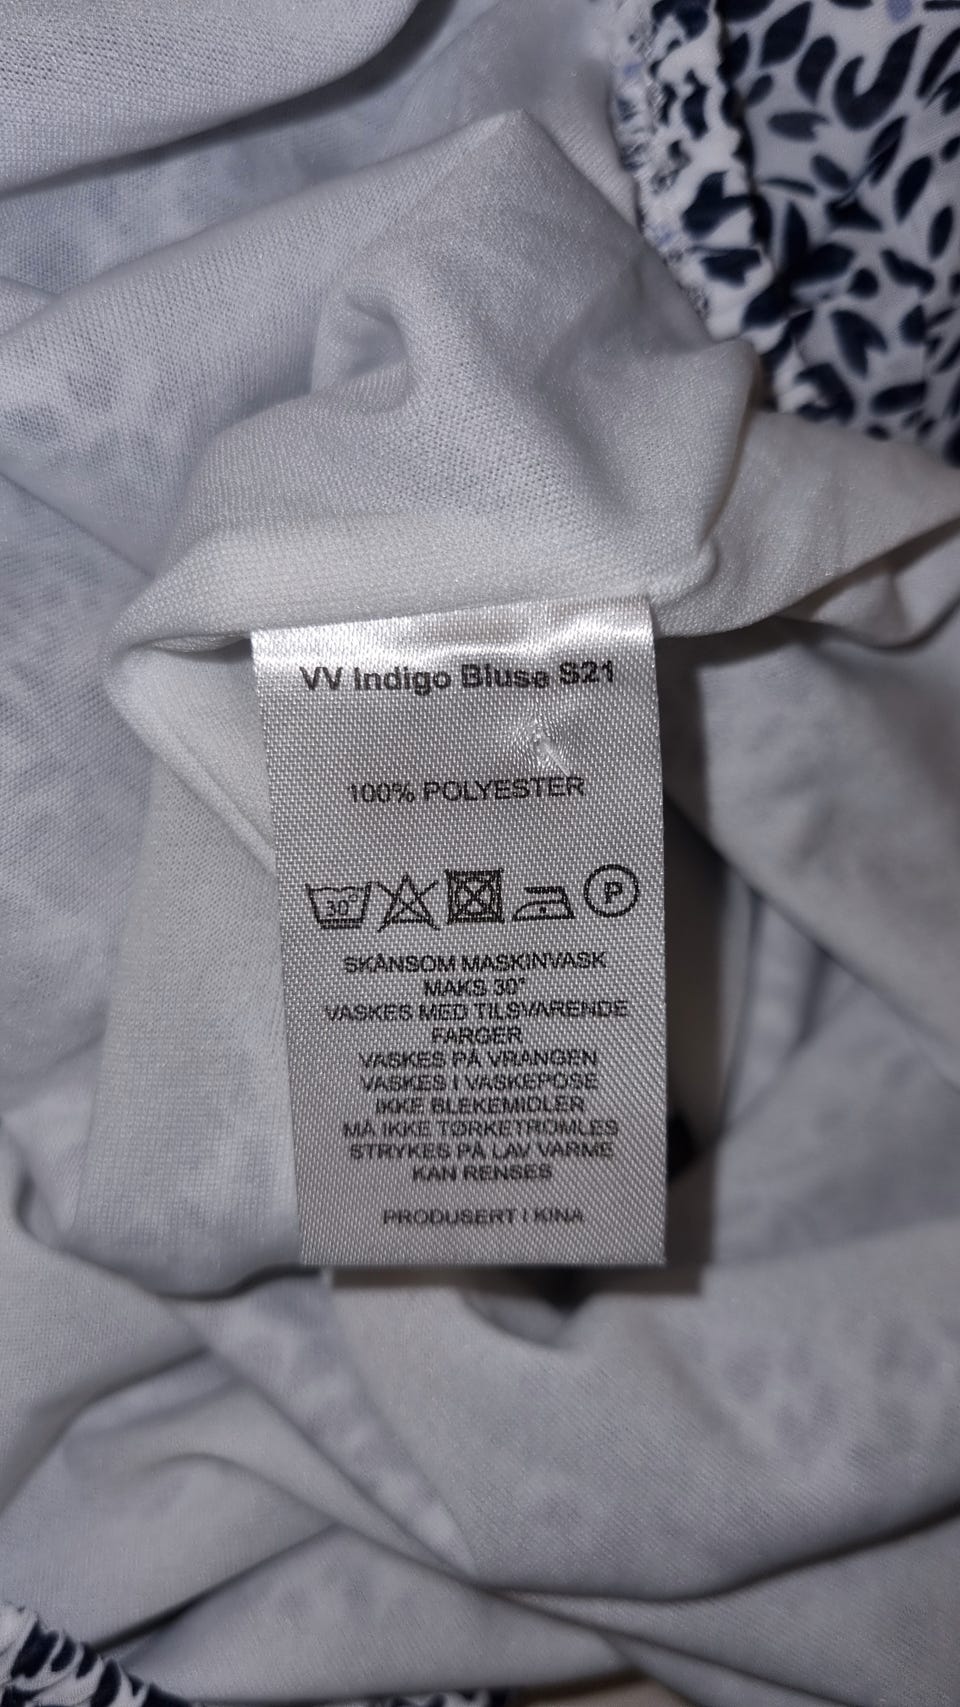 VV Indigo Bluse S21
100% POLYESTER
30° P
SKÅNSOM MASKINVASK
MAKS 30°
VASKES MED TILSVARENDE
FARGER
VASKES PÅ VRANGEN
VASKES I VASKEPOSE
IKKE BLEKEMIDLER
MÅ IKKE TØRKETROMLES
STRYKES PÅ LAV VARME
KAN RENSES
PRODUSERT I KINA